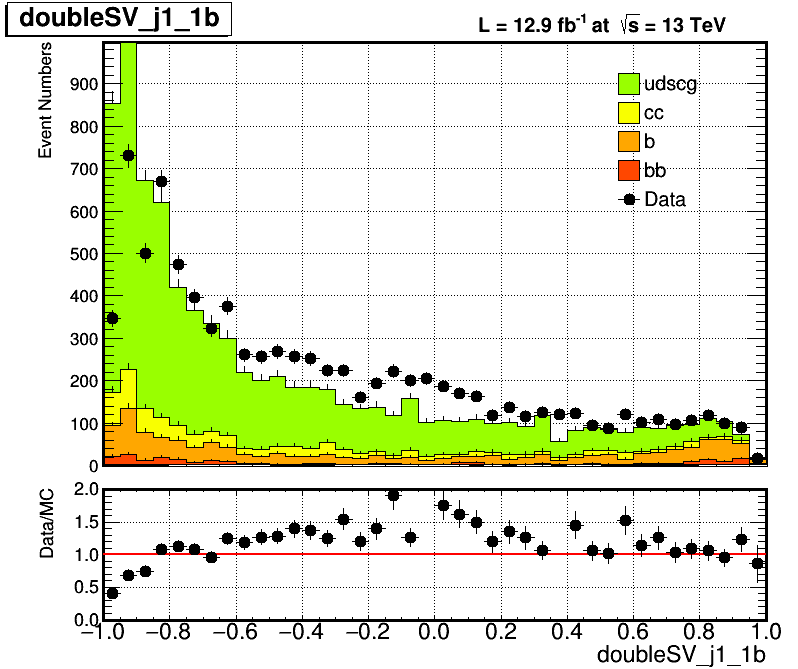 doubleSV_j1_1b
L = 12.9 fb-1 at √s = 13 TeV
Event Numbers
900
800
700
600
500
400
300
200
100
0
udscg
cc
b
bb
Data
Data/MC
2.0
1.5
1.0
0.5
0.0
−1.0 −0.8 −0.6 −0.4 −0.2 0.0 0.2 0.4 0.6 0.8 1.0
doubleSV_j1_1b